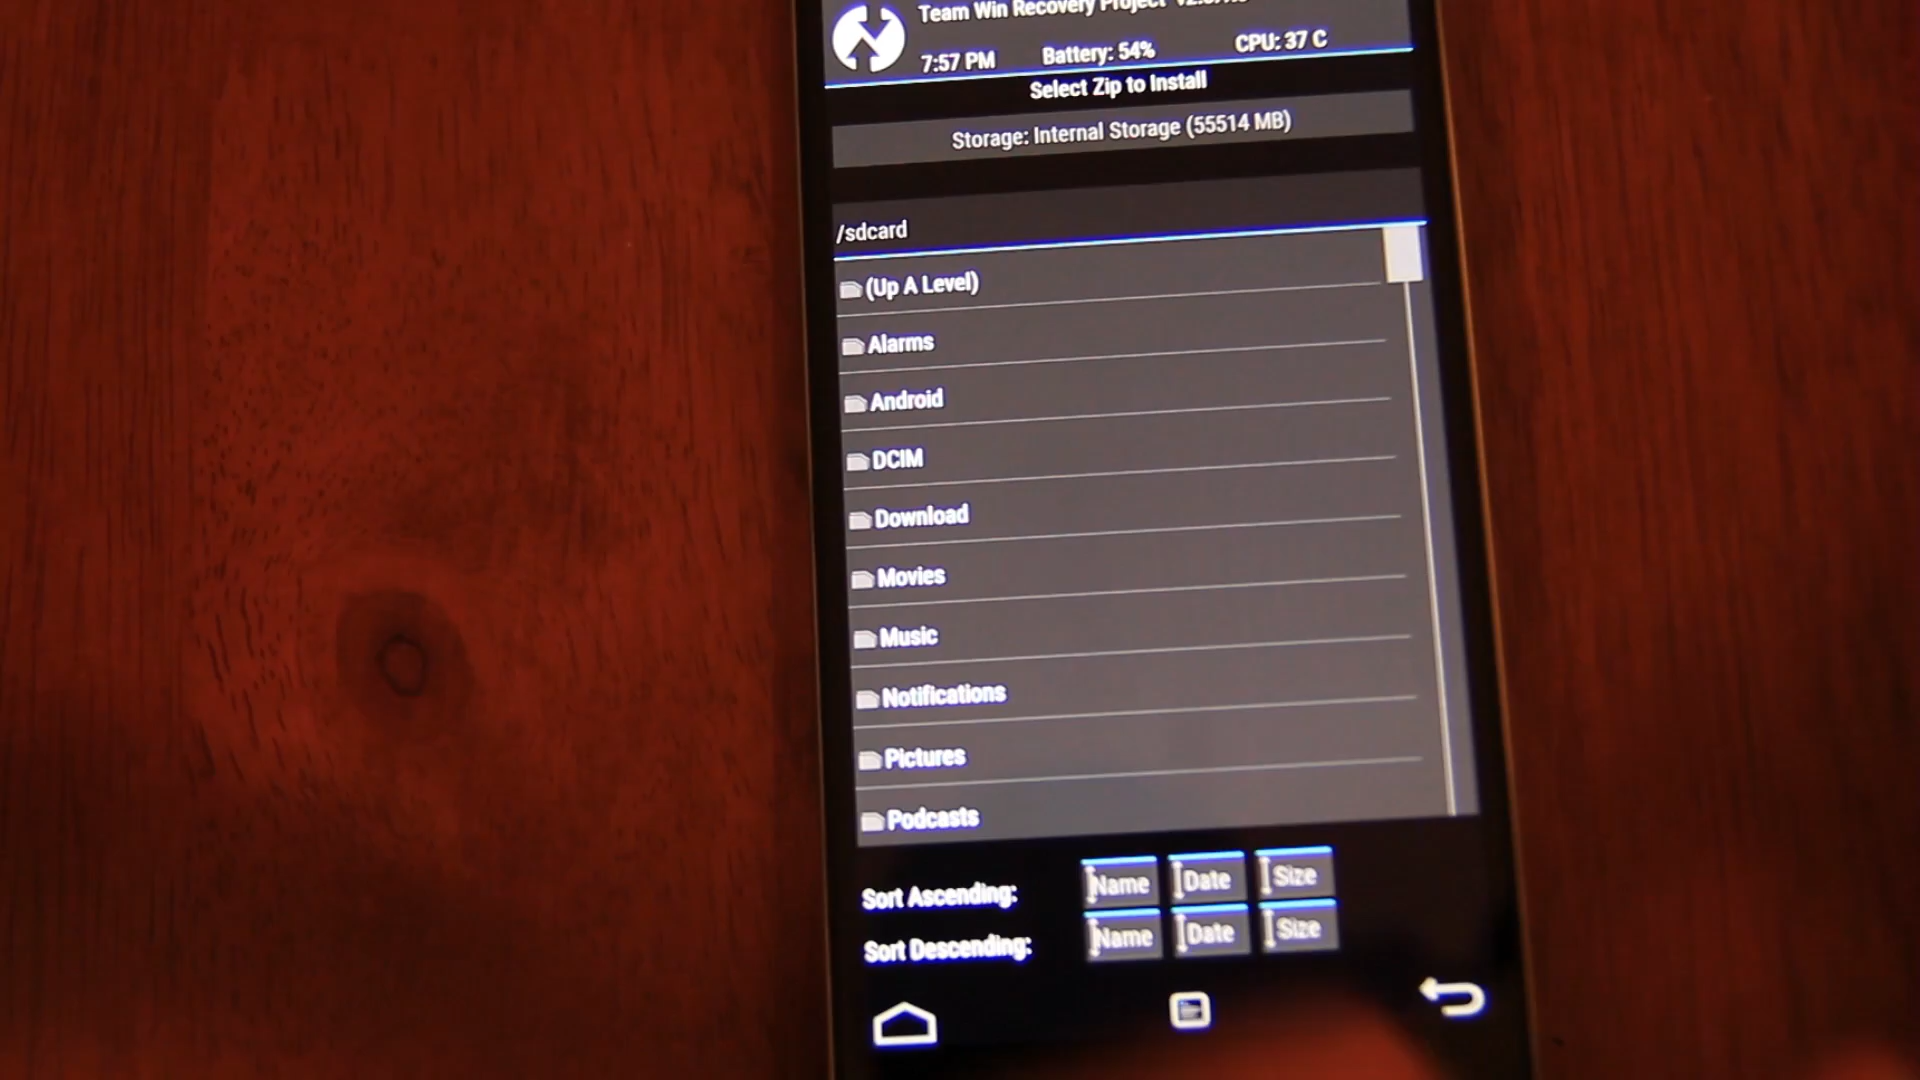 Team Win Recovery Project
7:57 PM Battery: 54% CPU: 37 C
Select Zip to Install
Storage: Internal Storage (55514 MB)
/sdcard
(Up A Level)
Alarms
Android
DCIM
Download
Movies
Music
Notifications
Pictures
Podcasts
Sort Ascending: Name Date Size
Sort Descending: Name Date Size